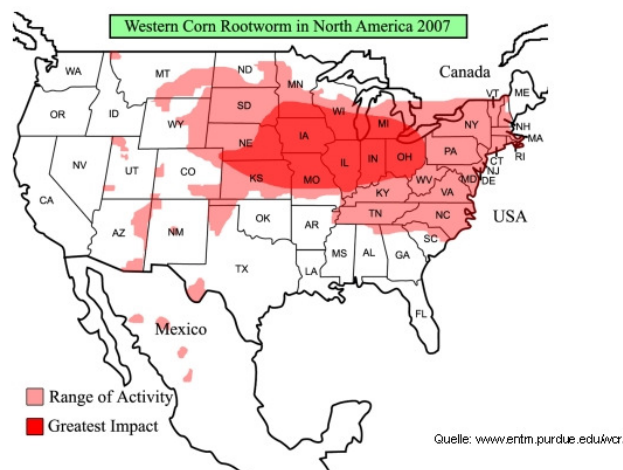 Western Corn Rootworm in North America 2007
Canada
WA
MT
ND
MN
VT
ME
OR
ID
SD
WI
MI
NY
NH
MA
WY
NE
IA
PA
RI
CT
NJ
NV
UT
CO
IL
IN
OH
WV
MD
DE
KS
MO
KY
VA
CA
USA
AZ
NM
OK
AR
TN
NC
SC
TX
MS
AL
GA
LA
FL
Mexico
Range of Activity
Greatest Impact
Quelle: www.entm.purdue.edu/wcr